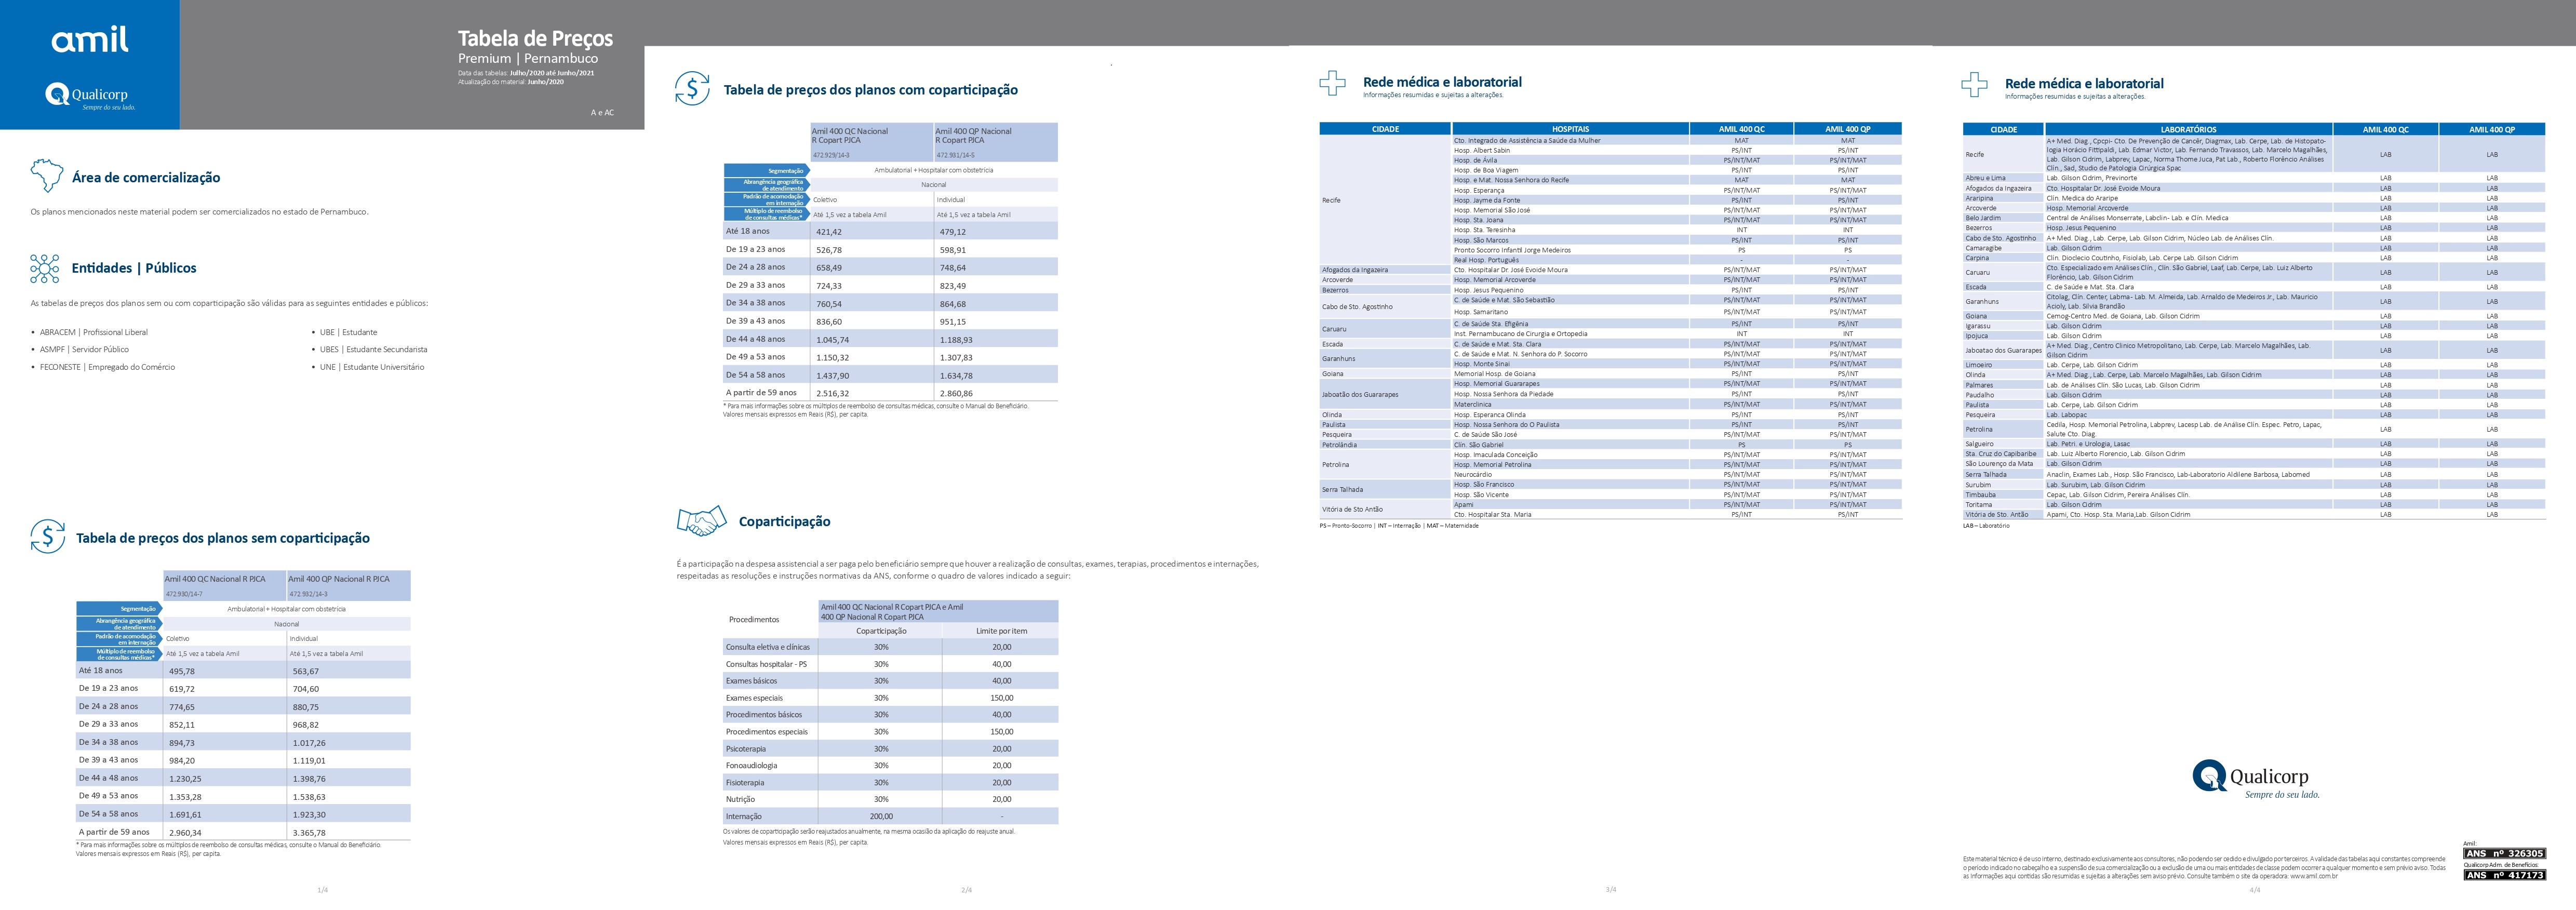 amil
Qualicorp
Sempre do seu lado.
Tabela de Preços
Premium | Pernambuco
Data das tabelas: Julho/2020 até Junho/2021
Atualização do material: Junho/2020
A e AC
Área de comercialização
Os planos mencionados neste material podem ser comercializados no estado de Pernambuco.
Entidades | Públicos
As tabelas de preços dos planos sem ou com coparticipação são válidas para as seguintes entidades e públicos:
• ABRACEM | Profissional Liberal
• ASMPF | Servidor Público
• FECONESTE | Empregado do Comércio
• UBE | Estudante
• UBES | Estudante Secundarista
• UNE | Estudante Universitário
Tabela de preços dos planos sem coparticipação
Amil 400 QC Nacional R PJCA Amil 400 QP Nacional R PJCA
472.930/14-7 472.932/14-3
Segmentação Ambulatorial + Hospitalar com obstetrícia
Abrangência geográfica
de atendimento Nacional
Padrão de acomodação
em internação Coletivo Individual
Múltiplo de reembolso
de consultas médicas* Até 1,5 vez a tabela Amil Até 1,5 vez a tabela Amil
Até 18 anos 495,78 563,67
De 19 a 23 anos 619,72 704,60
De 24 a 28 anos 774,65 880,75
De 29 a 33 anos 852,11 968,82
De 34 a 38 anos 894,73 1.017,26
De 39 a 43 anos 984,20 1.119,01
De 44 a 48 anos 1.230,25 1.398,76
De 49 a 53 anos 1.353,28 1.538,63
De 54 a 58 anos 1.691,61 1.923,30
A partir de 59 anos 2.960,34 3.365,78
* Para mais informações sobre os múltiplos de reembolso de consultas médicas, consulte o Manual do Beneficiário.
Valores mensais expressos em Reais (R$), per capita.
1/4
Tabela de preços dos planos com coparticipação
Amil 400 QC Nacional Amil 400 QP Nacional
R Copart PJCA R Copart PJCA
472.929/14-3 472.931/14-5
Segmentação Ambulatorial + Hospitalar com obstetrícia
Abrangência geográfica
de atendimento Nacional
Padrão de acomodação
em internação Coletivo Individual
Múltiplo de reembolso
de consultas médicas* Até 1,5 vez a tabela Amil Até 1,5 vez a tabela Amil
Até 18 anos 421,42 479,12
De 19 a 23 anos 526,78 598,91
De 24 a 28 anos 658,49 748,64
De 29 a 33 anos 724,33 823,49
De 34 a 38 anos 760,54 864,68
De 39 a 43 anos 836,60 951,15
De 44 a 48 anos 1.045,74 1.188,93
De 49 a 53 anos 1.150,32 1.307,83
De 54 a 58 anos 1.437,90 1.634,78
A partir de 59 anos 2.516,32 2.860,86
* Para mais informações sobre os múltiplos de reembolso de consultas médicas, consulte o Manual do Beneficiário.
Valores mensais expressos em Reais (R$), per capita.
Coparticipação
É a participação na despesa assistencial a ser paga pelo beneficiário sempre que houver a realização de consultas, exames, terapias, procedimentos e internações,
respeitadas as resoluções e instruções normativas da ANS, conforme o quadro de valores indicado a seguir:
Procedimentos Amil 400 QC Nacional R Copart PJCA e Amil
400 QP Nacional R Copart PJCA
Coparticipação Limite por item
Consulta eletiva e clínicas 30% 20,00
Consultas hospitalar - PS 30% 40,00
Exames básicos 30% 40,00
Exames especiais 30% 150,00
Procedimentos básicos 30% 40,00
Procedimentos especiais 30% 150,00
Psicoterapia 30% 20,00
Fonoaudiologia 30% 20,00
Fisioterapia 30% 20,00
Nutrição 30% 20,00
Internação 200,00 -
Os valores de coparticipação serão reajustados anualmente, na mesma ocasião da aplicação do reajuste anual.
Valores mensais expressos em Reais (R$), per capita.
2/4
Rede médica e laboratorial
Informações resumidas e sujeitas a alterações.
CIDADE HOSPITAIS AMIL 400 QC AMIL 400 QP
Recife Cto. Integrado de Assistência a Saúde da Mulher MAT MAT
Hosp. Albert Sabin PS/INT PS/INT
Hosp. de Ávila PS/INT/MAT PS/INT/MAT
Hosp. de Boa Viagem PS/INT PS/INT
Hosp. e Mat. Nossa Senhora do Recife MAT MAT
Hosp. Esperança PS/INT/MAT PS/INT/MAT
Hosp. Jayme da Fonte PS/INT PS/INT
Hosp. Memorial São José PS/INT/MAT PS/INT/MAT
Hosp. Sta. Joana PS/INT/MAT PS/INT/MAT
Hosp. Sta. Teresinha INT INT
Hosp. São Marcos PS/INT PS/INT
Pronto Socorro Infantil Jorge Medeiros PS PS
Real Hosp. Português - -
Afogados da Ingazeira Cto. Hospitalar Dr. José Evoide Moura PS/INT/MAT PS/INT/MAT
Arcoverde Hosp. Memorial Arcoverde PS/INT/MAT PS/INT/MAT
Bezerros Hosp. Jesus Pequenino PS/INT PS/INT
Cabo de Sto. Agostinho C. de Saúde e Mat. São Sebastião PS/INT/MAT PS/INT/MAT
Hosp. Samaritano PS/INT/MAT PS/INT/MAT
Caruaru C. de Saúde Sta. Efigênia PS/INT PS/INT
Inst. Pernambucano de Cirurgia e Ortopedia INT INT
Escada C. de Saúde e Mat. Sta. Clara PS/INT/MAT PS/INT/MAT
Garanhuns C. de Saúde e Mat. N. Senhora do P. Socorro PS/INT/MAT PS/INT/MAT
Hosp. Monte Sinai PS/INT/MAT PS/INT/MAT
Goiana Memorial Hosp. de Goiana PS/INT PS/INT
Jaboatão dos Guararapes Hosp. Memorial Guararapes PS/INT/MAT PS/INT/MAT
Hosp. Nossa Senhora da Piedade PS/INT PS/INT
Materclinica PS/INT/MAT PS/INT/MAT
Olinda Hosp. Esperanca Olinda PS/INT PS/INT
Paulista Hosp. Nossa Senhora do O Paulista PS/INT PS/INT
Pesqueira C. de Saúde São José PS/INT/MAT PS/INT/MAT
Petrolândia Clín. São Gabriel PS PS
Petrolina Hosp. Imaculada Conceição PS/INT/MAT PS/INT/MAT
Hosp. Memorial Petrolina PS/INT/MAT PS/INT/MAT
Neurocárdio PS/INT/MAT PS/INT/MAT
Serra Talhada Hosp. São Francisco PS/INT/MAT PS/INT/MAT
Hosp. São Vicente PS/INT/MAT PS/INT/MAT
Vitória de Sto Antão Apami PS/INT/MAT PS/INT/MAT
Cto. Hospitalar Sta. Maria PS/INT PS/INT
PS – Pronto-Socorro | INT – Internação | MAT – Maternidade
3/4
Rede médica e laboratorial
Informações resumidas e sujeitas a alterações.
CIDADE LABORATÓRIOS AMIL 400 QC AMIL 400 QP
Recife A+ Med. Diag., Cpcpi- Cto. De Prevenção de Cancêr, Diagmax, Lab. Cerpe, Lab. de Histopato-
logia Horácio Fittipaldi, Lab. Edmar Victor, Lab. Fernando Travassos, Lab. Marcelo Magalhães,
Lab. Gilson Cidrim, Labprev, Lapac, Norma Thome Juca, Pat Lab., Roberto Florêncio Análises
Clín., Sad, Studio de Patologia Cirúrgica Spac LAB LAB
Abreu e Lima Lab. Gilson Cidrim, Previnorte LAB LAB
Afogados da Ingazeira Cto. Hospitalar Dr. José Evoide Moura LAB LAB
Araripina Clín. Medica do Araripe LAB LAB
Arcoverde Hosp. Memorial Arcoverde LAB LAB
Belo Jardim Central de Análises Monserrate, Labclin- Lab. e Clín. Medica LAB LAB
Bezerros Hosp. Jesus Pequenino LAB LAB
Cabo de Sto. Agostinho A+ Med. Diag., Lab. Cerpe, Lab. Gilson Cidrim, Núcleo Lab. de Análises Clín. LAB LAB
Camaragibe Lab. Gilson Cidrim LAB LAB
Carpina Clín. Dioclecio Coutinho, Fisiolab, Lab. Cerpe Lab. Gilson Cidrim LAB LAB
Caruaru Cto. Especializado em Análises Clín., Clín. São Gabriel, Laaf, Lab. Cerpe, Lab. Luiz Alberto
Florêncio, Lab. Gilson Cidrim LAB LAB
Escada C. de Saúde e Mat. Sta. Clara LAB LAB
Garanhuns Citolag, Clín. Center, Labma- Lab. M. Almeida, Lab. Arnaldo de Medeiros Jr., Lab. Mauricio
Acioly, Lab. Silvia Brandão LAB LAB
Goiana Cemog-Centro Med. de Goiana, Lab. Gilson Cidrim LAB LAB
Igarassu Lab. Gilson Cidrim LAB LAB
Ipojuca Lab. Gilson Cidrim LAB LAB
Jaboatao dos Guararapes A+ Med. Diag., Centro Clinico Metropolitano, Lab. Cerpe, Lab. Marcelo Magalhães, Lab.
Gilson Cidrim LAB LAB
Limoeiro Lab. Cerpe, Lab. Gilson Cidrim LAB LAB
Olinda A+ Med. Diag., Lab. Cerpe, Lab. Marcelo Magalhães, Lab. Gilson Cidrim LAB LAB
Palmares Lab. de Análises Clín. São Lucas, Lab. Gilson Cidrim LAB LAB
Paudalho Lab. Gilson Cidrim LAB LAB
Paulista Lab. Cerpe, Lab. Gilson Cidrim LAB LAB
Pesqueira Lab. Labopac LAB LAB
Petrolina Cedila, Hosp. Memorial Petrolina, Labprev, Lacesp Lab. de Análise Clín. Espec. Petro, Lapac,
Salute Cto. Diag. LAB LAB
Salgueiro Lab. Petri. e Urologia, Lasac LAB LAB
Sta. Cruz do Capibaribe Lab. Luiz Alberto Florencio, Lab. Gilson Cidrim LAB LAB
São Lourenço da Mata Lab. Gilson Cidrim LAB LAB
Serra Talhada Anaclin, Exames Lab., Hosp. São Francisco, Lab-Laboratorio Aldilene Barbosa, Labomed LAB LAB
Surubim Lab. Surubim, Lab. Gilson Cidrim LAB LAB
Timbauba Cepac, Lab. Gilson Cidrim, Pereira Análises Clín. LAB LAB
Toritama Lab. Gilson Cidrim LAB LAB
Vitória de Sto. Antão Apami, Cto. Hosp. Sta. Maria,Lab. Gilson Cidrim LAB LAB
LAB – Laboratório
Qualicorp
Sempre do seu lado.
Este material técnico é de uso interno, destinado exclusivamente aos consultores, não podendo ser cedido e divulgado por terceiros. A validade das tabelas aqui constantes compreende
o período indicado no cabeçalho e a suspensão de sua comercialização ou a exclusão de uma ou mais entidades de classe podem ocorrer a qualquer momento e sem prévio aviso. Todas
as informações aqui contidas são resumidas e sujeitas a alterações sem aviso prévio. Consulte também o site da operadora: www.amil.com.br
Amil:
ANS nº 326305
Qualicorp Adm. de Benefícios:
ANS nº 417173
4/4